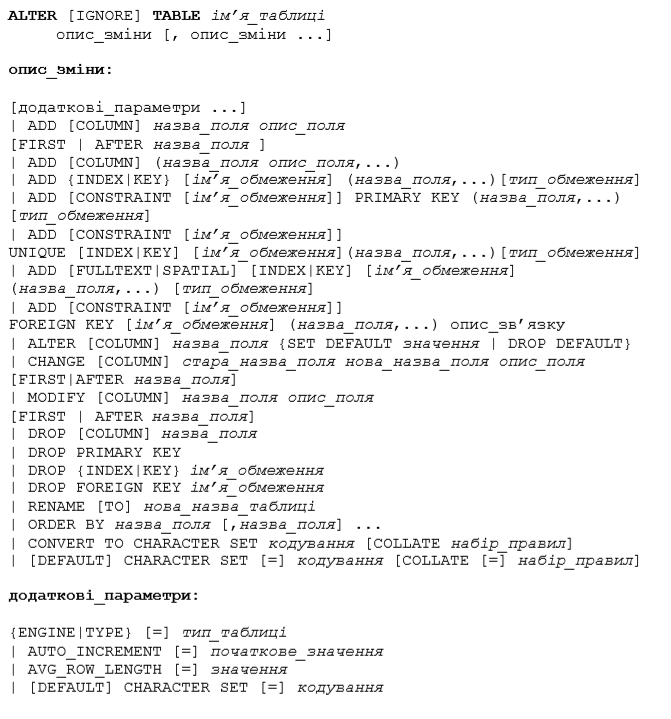 ALTER [IGNORE] TABLE ім’я_таблиці
опис_зміни [, опис_зміни ...]
опис_зміни:
[додаткові_параметри ...]
| ADD [COLUMN] назва_поля опис_поля
[FIRST | AFTER назва_поля ]
| ADD [COLUMN] (назва_поля опис_поля,...)
| ADD {INDEX|KEY} [ім’я_обмеження] (назва_поля,...)[тип_обмеження]
| ADD [CONSTRAINT [ім’я_обмеження]] PRIMARY KEY (назва_поля,...)
[тип_обмеження]
| ADD [CONSTRAINT [ім’я_обмеження]]
UNIQUE [INDEX|KEY] [ім’я_обмеження](назва_поля,...)[тип_обмеження]
| ADD [FULLTEXT|SPATIAL] [INDEX|KEY] [ім’я_обмеження]
(назва_поля,...) [тип_обмеження]
| ADD [CONSTRAINT [ім’я_обмеження]]
FOREIGN KEY [ім’я_обмеження] (назва_поля,...) опис_зв’язку
| ALTER [COLUMN] назва_поля {SET DEFAULT значення | DROP DEFAULT}
| CHANGE [COLUMN] стара_назва_поля нова_назва_поля опис_поля
[FIRST|AFTER назва_поля]
| MODIFY [COLUMN] назва_поля опис_поля
[FIRST | AFTER назва_поля]
| DROP [COLUMN] назва_поля
| DROP PRIMARY KEY
| DROP {INDEX|KEY} ім’я_обмеження
| DROP FOREIGN KEY ім’я_обмеження
| RENAME [TO] нова_назва_таблиці
| ORDER BY назва_поля [,назва_поля] ...
| CONVERT TO CHARACTER SET кодування [COLLATE набір_правил]
| [DEFAULT] CHARACTER SET [=] кодування [COLLATE [=] набір_правил]
додаткові_параметри:
{ENGINE|TYPE} [=] тип_таблиці
| AUTO_INCREMENT [=] початкове_значення
| AVG_ROW_LENGTH [=] значення
| [DEFAULT] CHARACTER SET [=] кодування